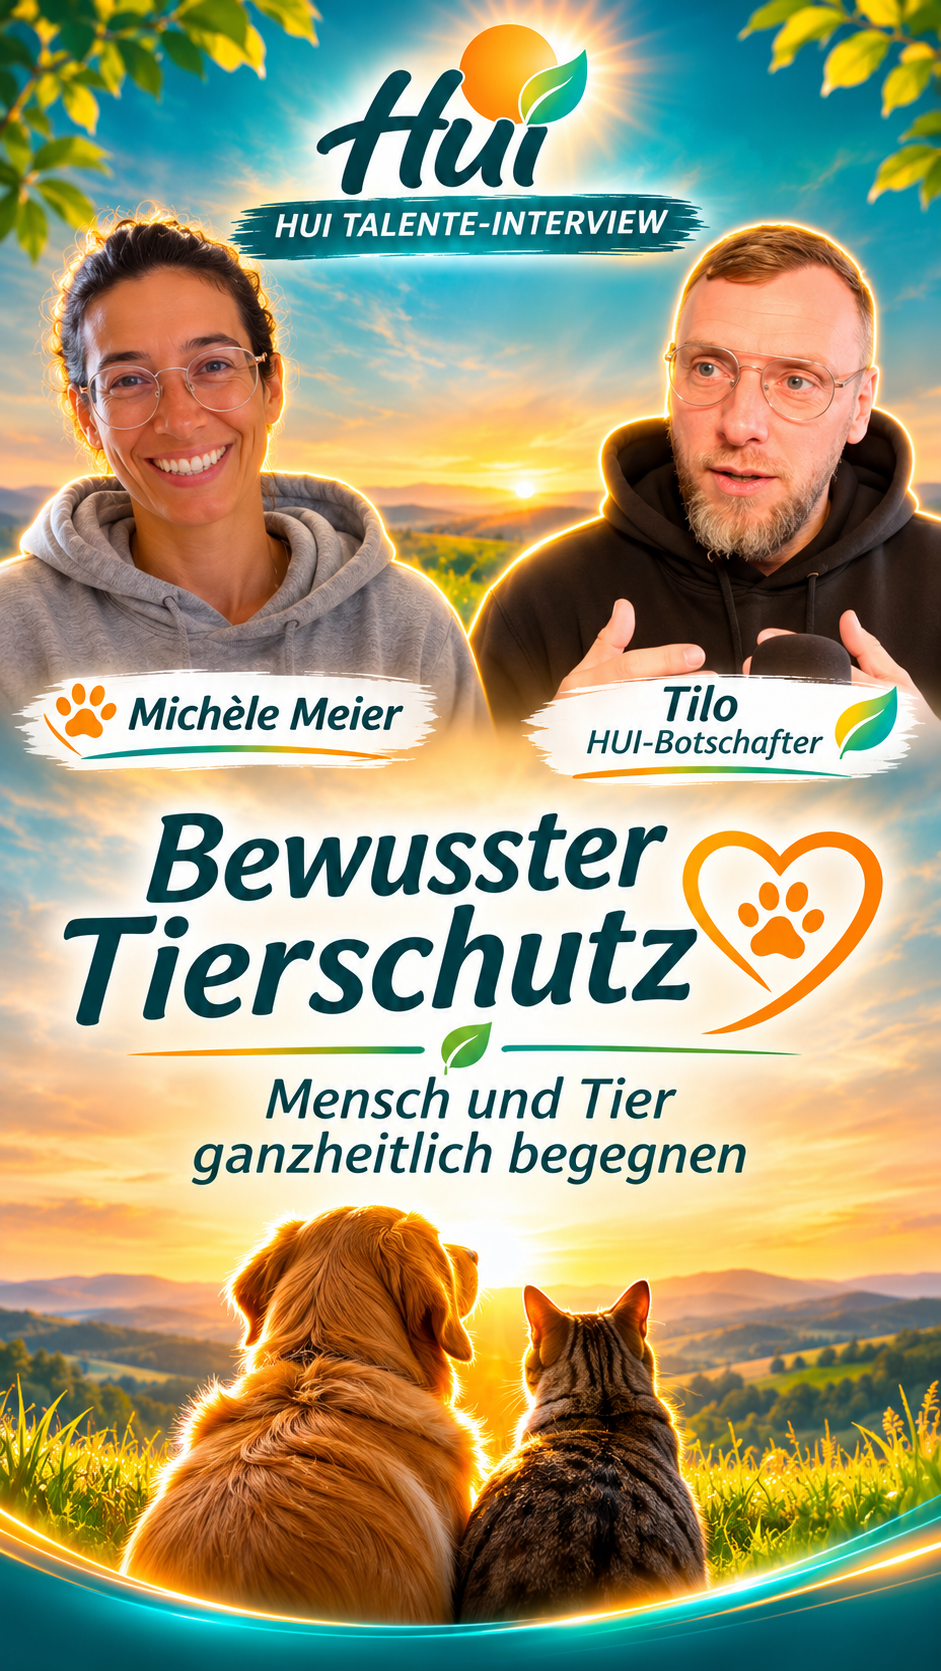 Hui
HUI TALENTE-INTERVIEW
Michèle Meier
Tilo
HUI-Botschafter
Bewusster
Tierschutz
Mensch und Tier
ganzheitlich begegnen